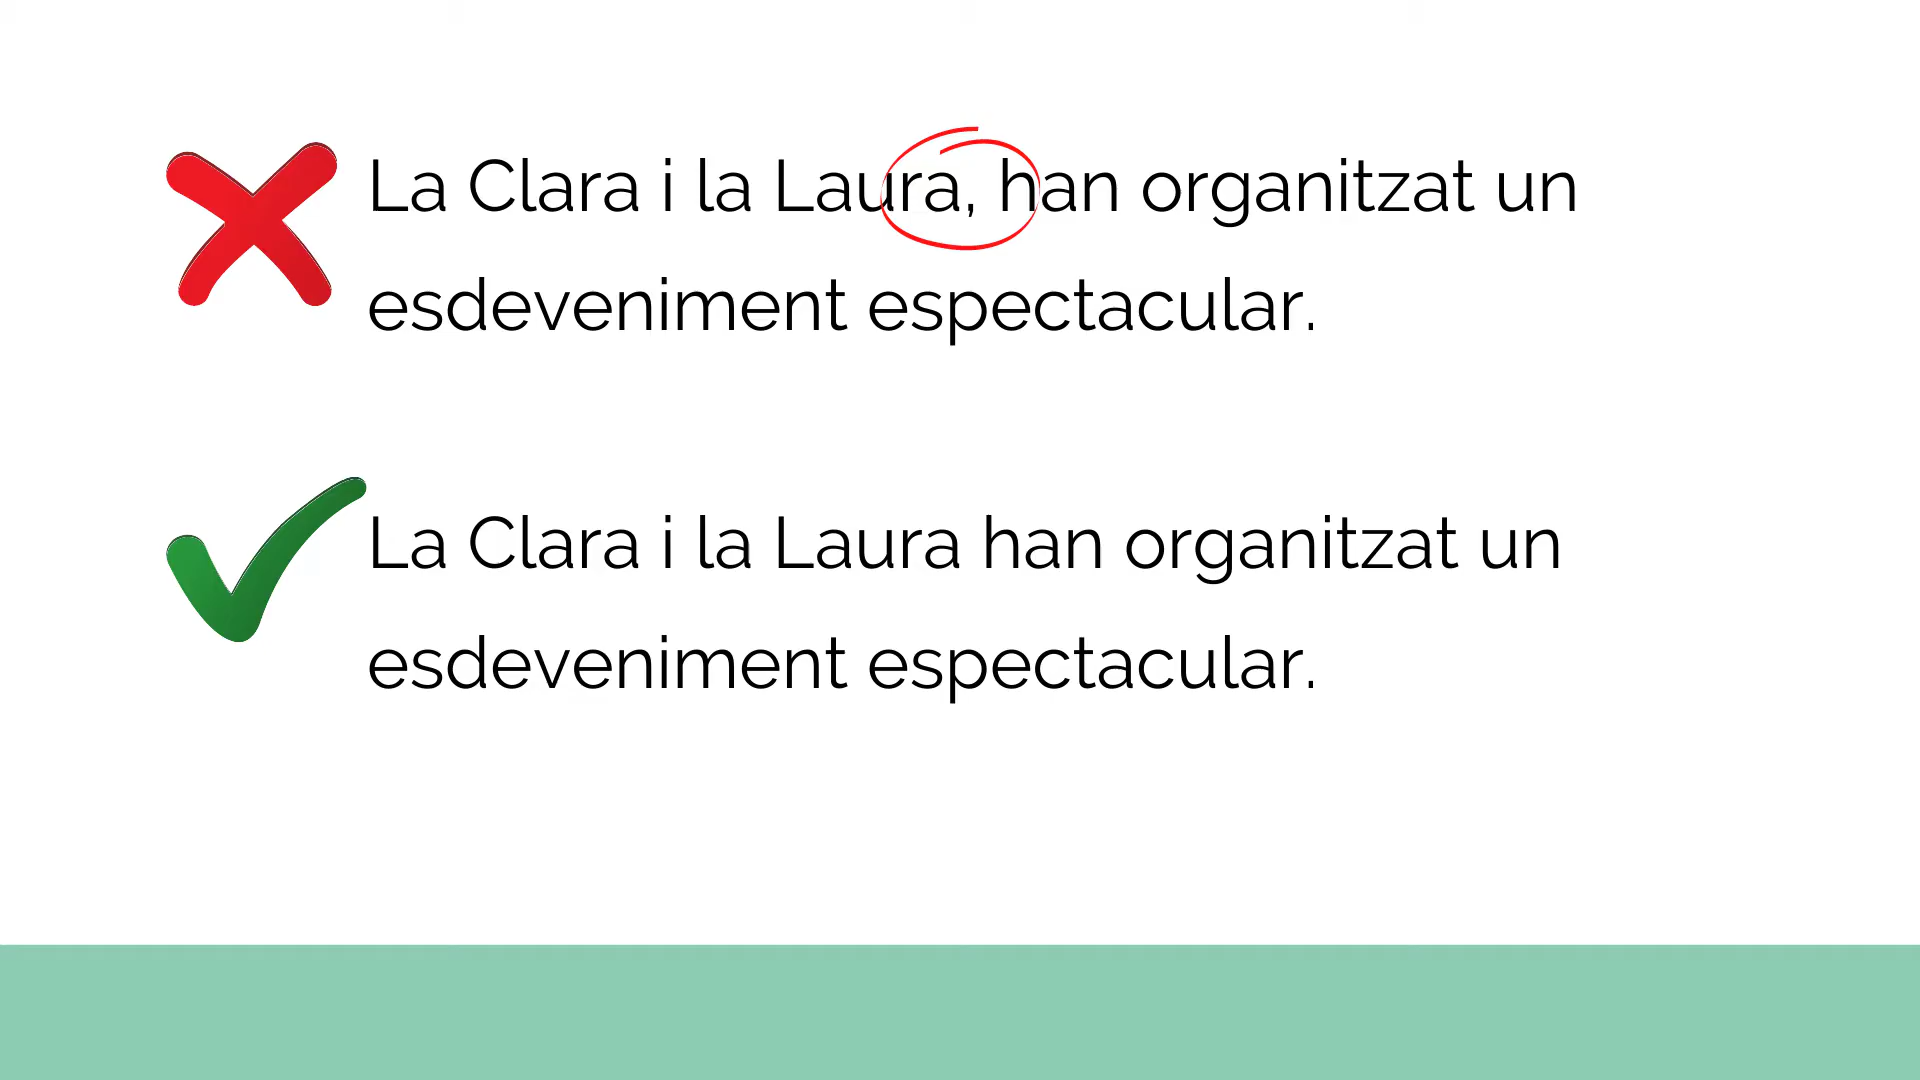 La Clara i la Laura, han organitzat un
esdeveniment espectacular.
La Clara i la Laura han organitzat un
esdeveniment espectacular.